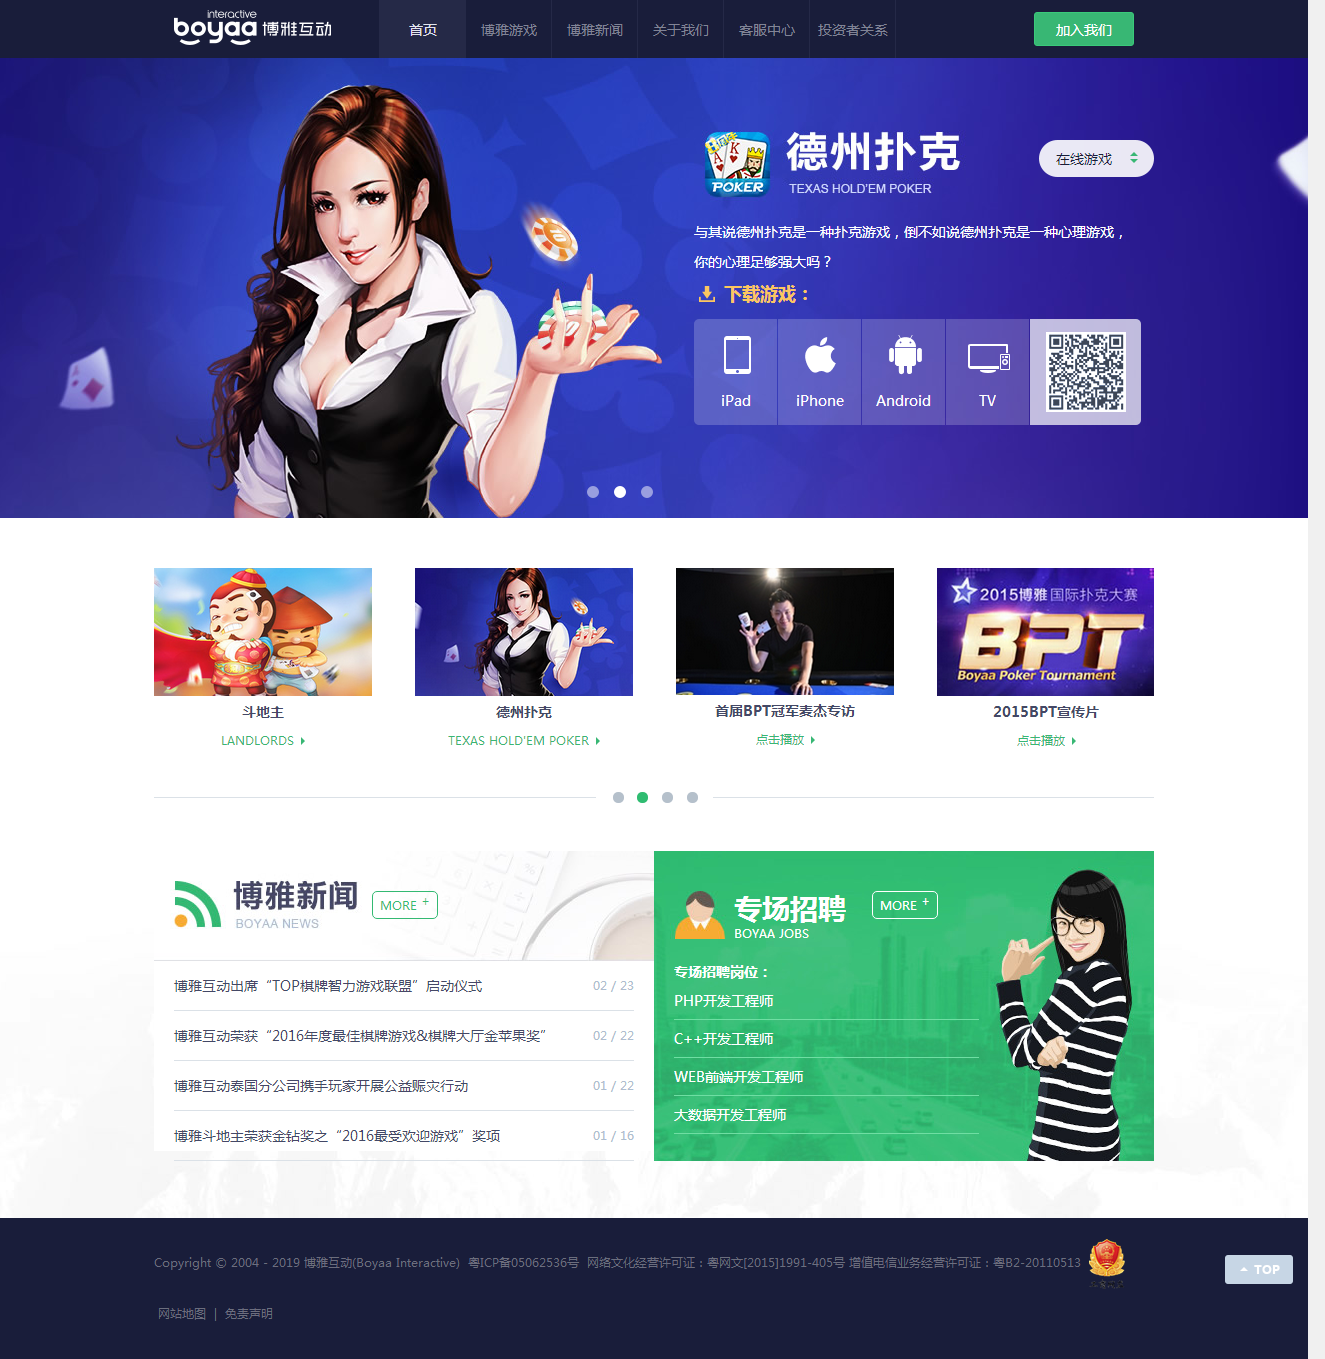 interactive
boyaa 博雅互动
首页 博雅游戏 博雅新闻 关于我们 客服中心 投资者关系 加入我们
POKER
德州扑克
TEXAS HOLD'EM POKER
在线游戏
与其说德州扑克是一种扑克游戏，倒不如说德州扑克是一种心理游戏，
你的心理足够强大吗？
下载游戏：
iPad iPhone Android TV
2015博雅国际扑克大赛
BPT
Boyaa Poker Tournament
斗地主 德州扑克 首届BPT冠军麦杰专访 2015BPT宣传片
LANDLORDS TEXAS HOLD'EM POKER 点击播放 点击播放
博雅新闻 MORE +
BOYAA NEWS
博雅互动出席“TOP棋牌智力游戏联盟”启动仪式 02 / 23
博雅互动荣获“2016年度最佳棋牌游戏&棋牌大厅金苹果奖” 02 / 22
博雅互动泰国分公司携手玩家开展公益赈灾行动 01 / 22
博雅斗地主荣获金钻奖之“2016最受欢迎游戏”奖项 01 / 16
专场招聘 MORE +
BOYAA JOBS
专场招聘岗位：
PHP开发工程师
C++开发工程师
WEB前端开发工程师
大数据开发工程师
Copyright © 2004 - 2019 博雅互动(Boyaa Interactive) 粤ICP备05062536号 网络文化经营许可证：粤网文[2015]1991-405号 增值电信业务经营许可证：粤B2-20110513
TOP
网站地图 | 免责声明